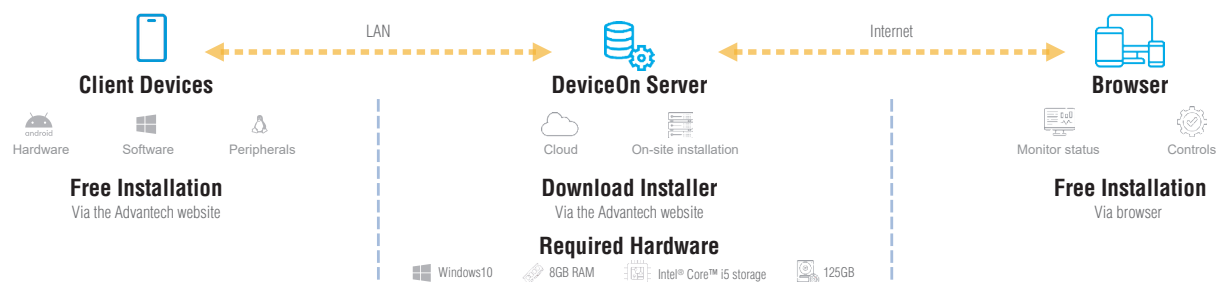 LAN
Internet
Client Devices
DeviceOn Server
Browser
android
Hardware
Software
Peripherals
Cloud
On-site installation
Monitor status
Controls
Free Installation
Via the Advantech website
Download Installer
Via the Advantech website
Free Installation
Via browser
Required Hardware
Windows10
8GB RAM
Intel® Core™ i5 storage
125GB